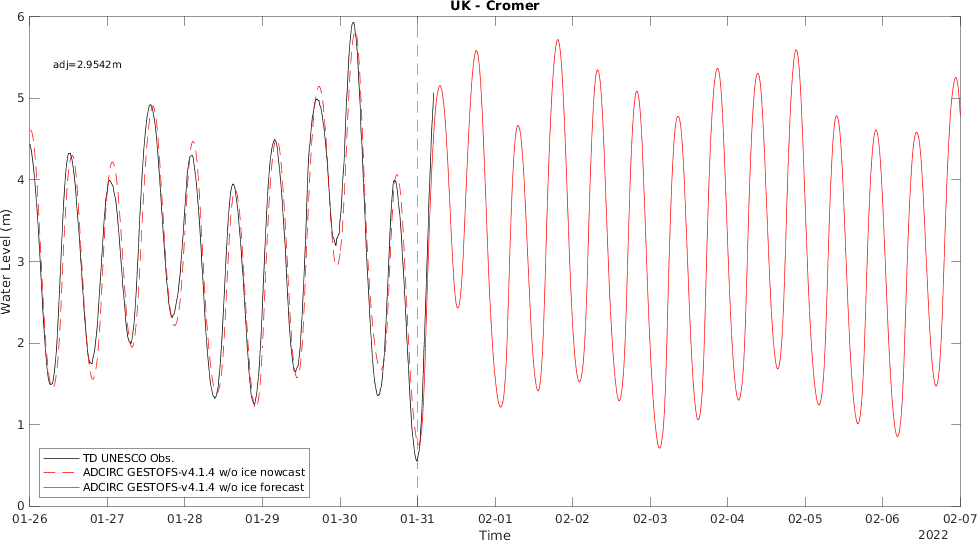 UK - Cromer
6
adj=2.9542m
5
4
3
2
1
0
Water Level (m)
TD UNESCO Obs.
ADCIRC GESTOFS-v4.1.4 w/o ice nowcast
ADCIRC GESTOFS-v4.1.4 w/o ice forecast
01-26 01-27 01-28 01-29 01-30 01-31 02-01 02-02 02-03 02-04 02-05 02-06 02-07
Time
2022